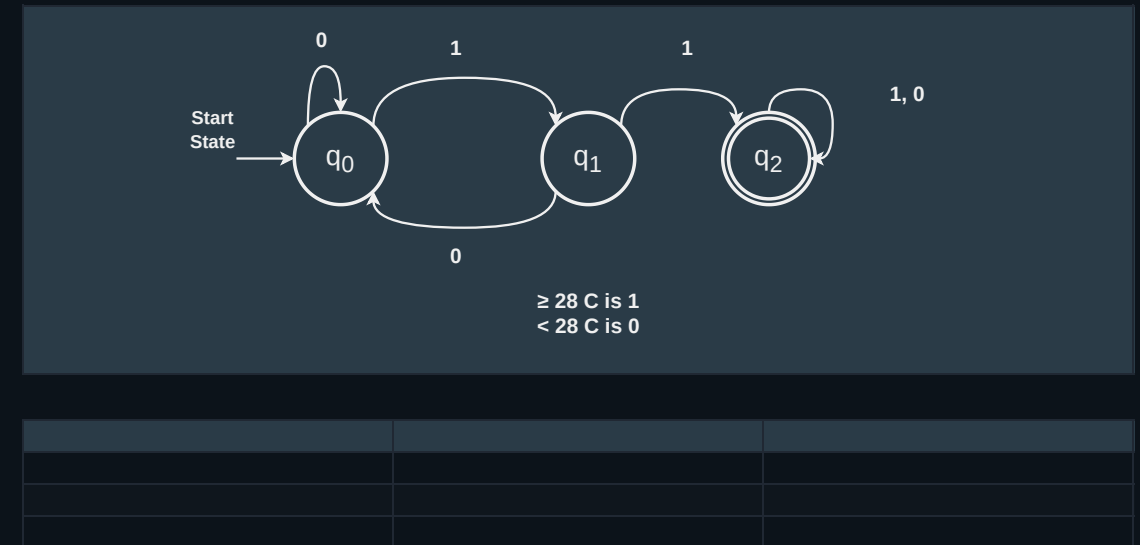 0
1
1
1, 0
Start
State
q0
q1
q2
0
≥ 28 C is 1
< 28 C is 0